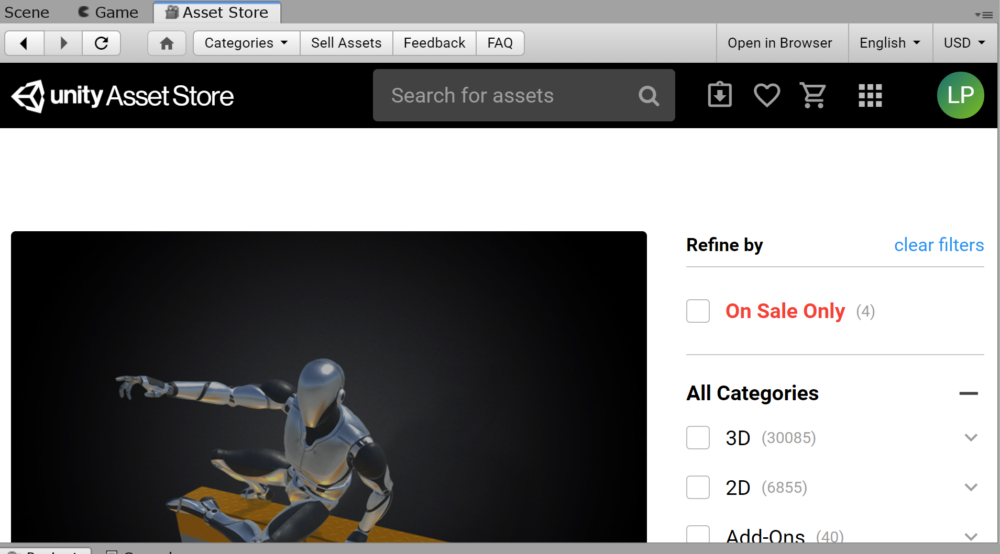 Scene Game Asset Store
Categories Sell Assets Feedback FAQ Open in Browser English USD
unity Asset Store Search for assets LP
Refine by clear filters
On Sale Only (4)
All Categories
3D (30085)
2D (6855)
Add-Ons (40)